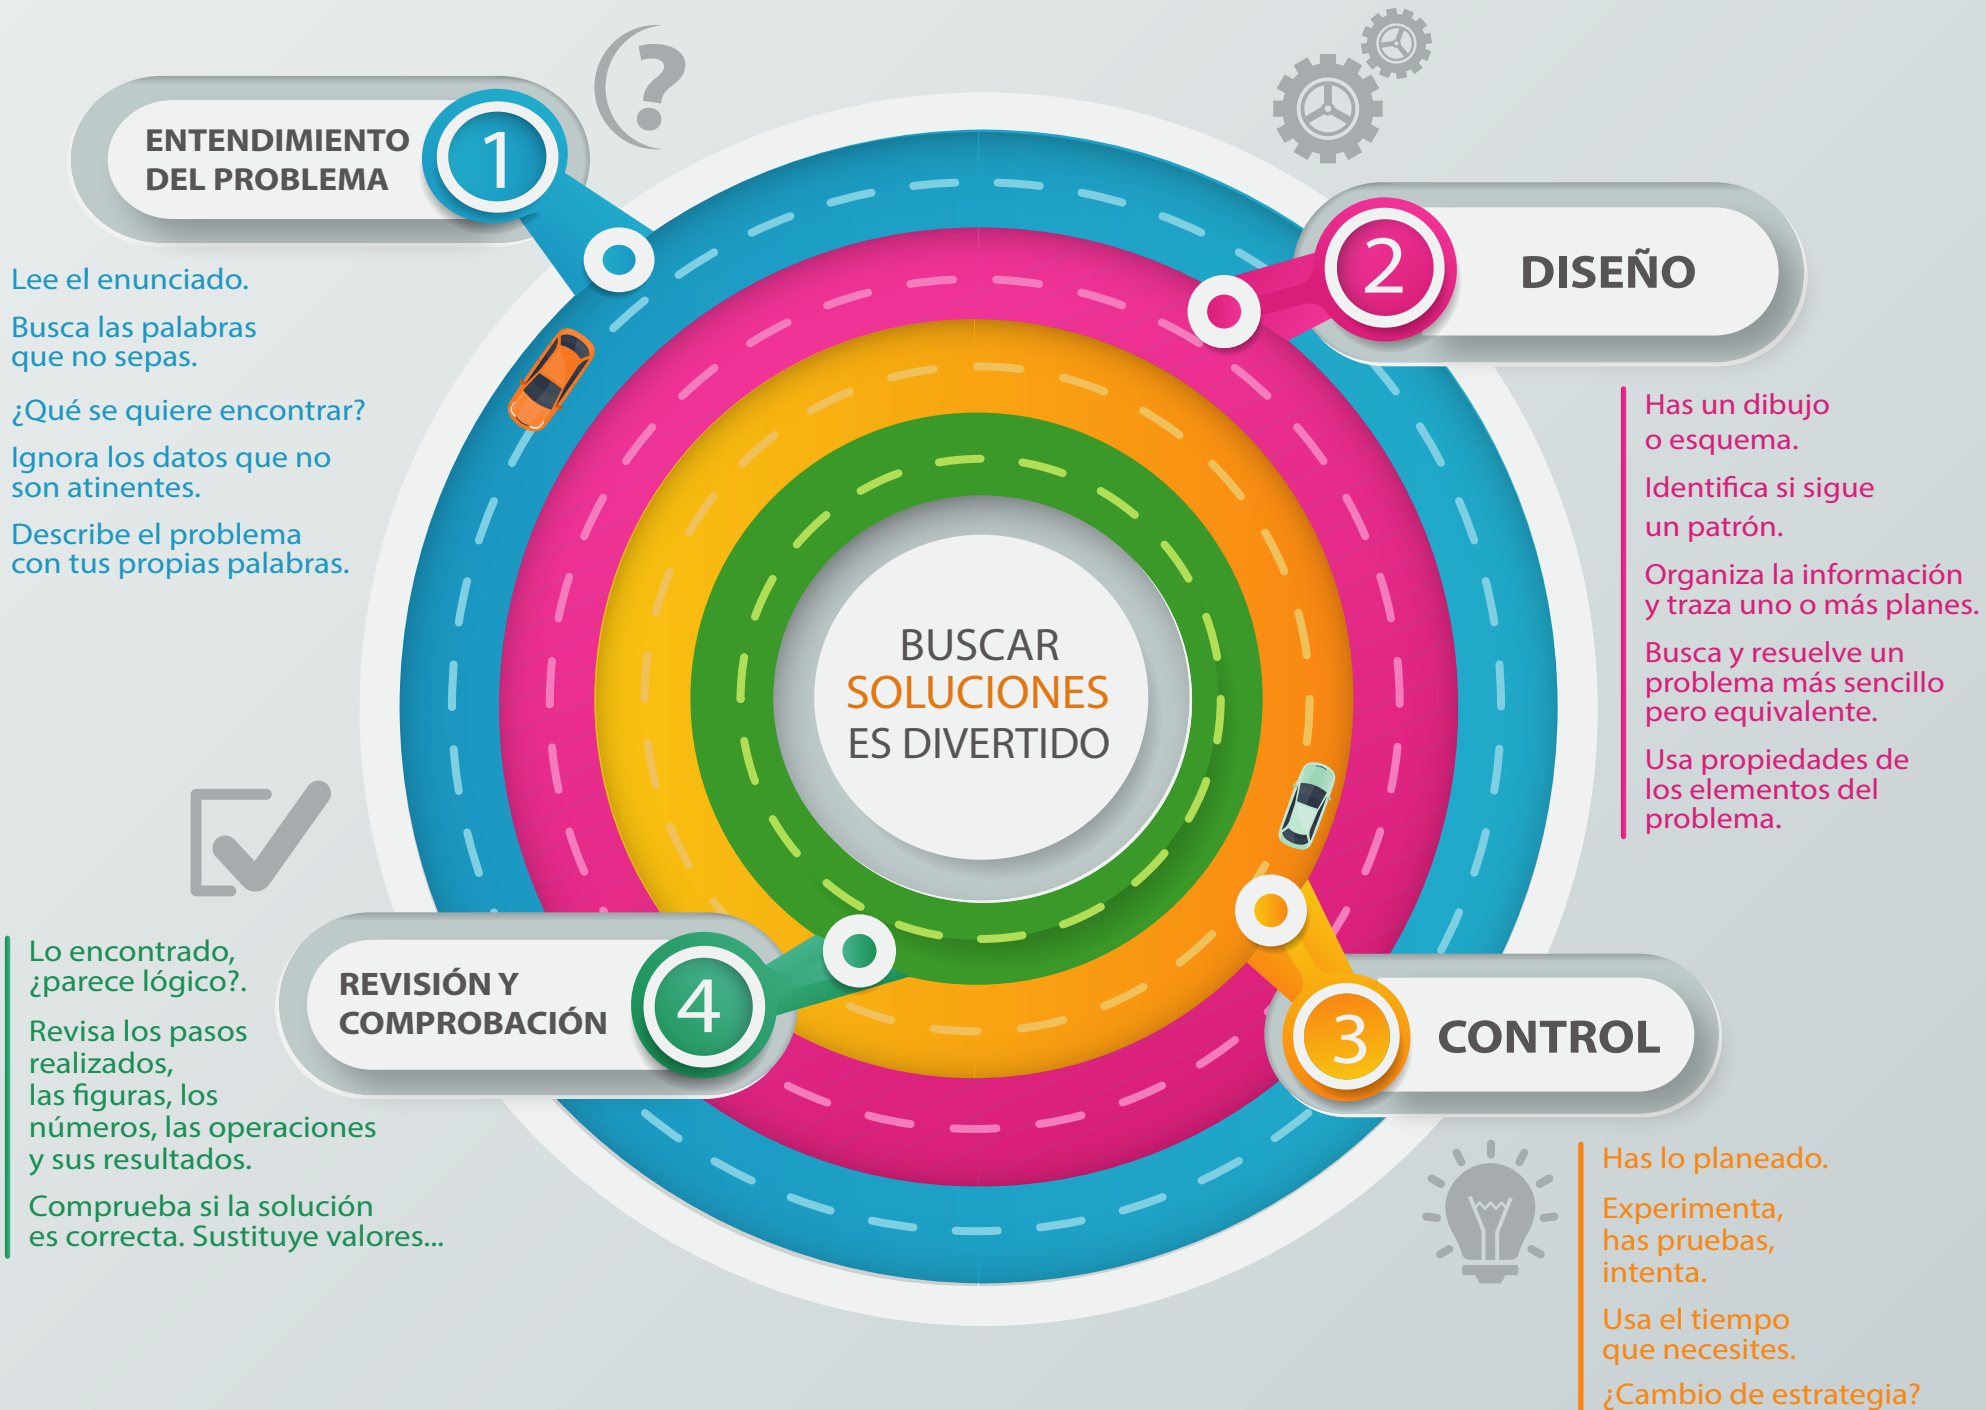 ENTENDIMIENTO
DEL PROBLEMA
1
Lee el enunciado.
Busca las palabras
que no sepas.
¿Qué se quiere encontrar?
Ignora los datos que no
son atinentes.
Describe el problema
con tus propias palabras.
?
2
DISEÑO
Has un dibujo
o esquema.
Identifica si sigue
un patrón.
Organiza la información
y traza uno o más planes.
Busca y resuelve un
problema más sencillo
pero equivalente.
Usa propiedades de
los elementos del
problema.
BUSCAR
SOLUCIONES
ES DIVERTIDO
3
CONTROL
Has lo planeado.
Experimenta,
has pruebas,
intenta.
Usa el tiempo
que necesites.
¿Cambio de estrategia?
REVISIÓN Y
COMPROBACIÓN
4
Lo encontrado,
¿parece lógico?.
Revisa los pasos
realizados,
las figuras, los
números, las operaciones
y sus resultados.
Comprueba si la solución
es correcta. Sustituye valores...